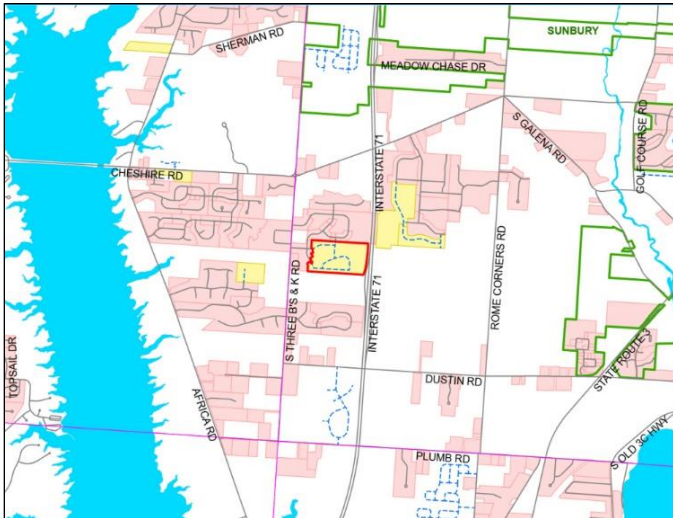 SUNBURY
SHERMAN RD
MEADOW CHASE DR
S GALENA RD
GOLF COURSE RD
CHESHIRE RD
INTERSTATE 71
S THREE B'S & K RD
ROME CORNERS RD
INTERSTATE 71
TOPSAIL DR
AFRICA RD
DUSTIN RD
STATE ROUTE 3
PLUMB RD
S OLD 3C HWY